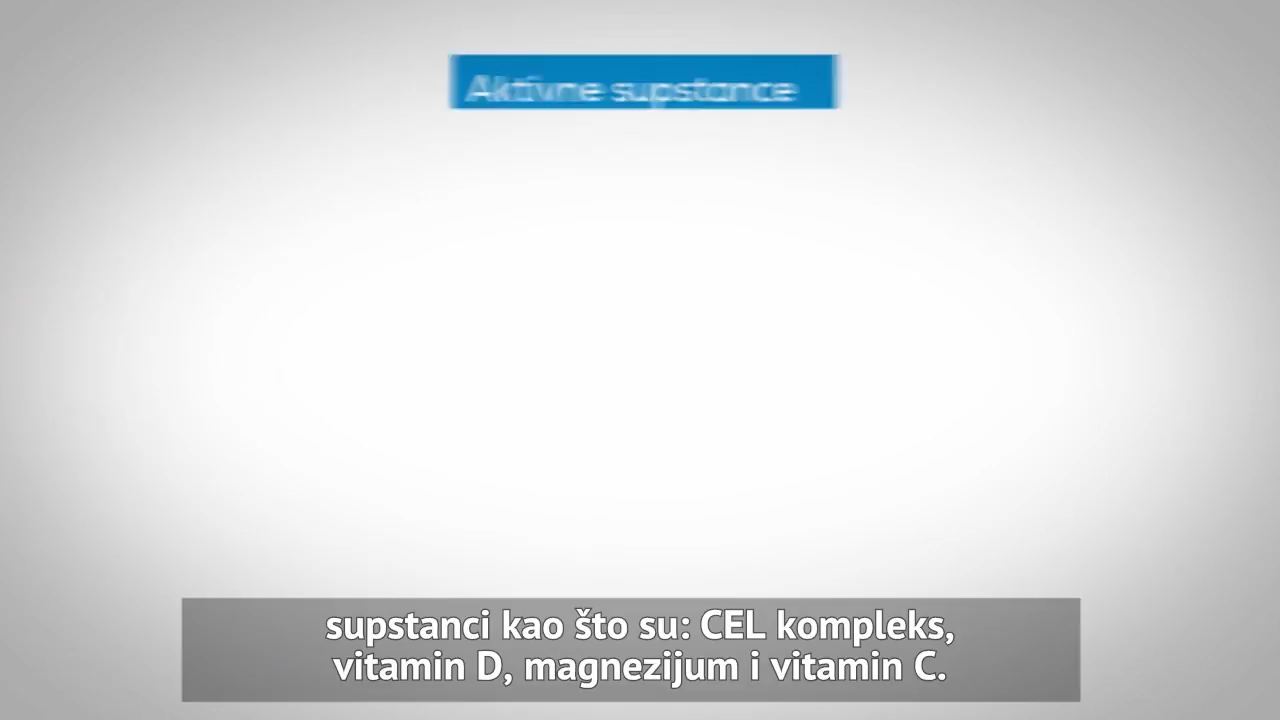 Aktivne supstance
supstanci kao što su: CEL kompleks,
vitamin D, magnezijum i vitamin C.